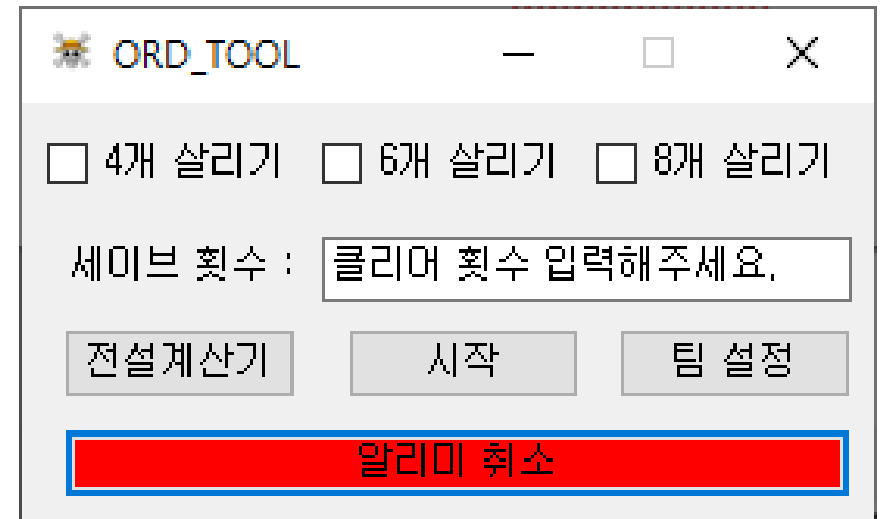 ORD_TOOL
4개 살리기 6개 살리기 8개 살리기
세이브 횟수 : 클리어 횟수 입력해주세요.
전설계산기 시작 팀 설정
알리미 취소